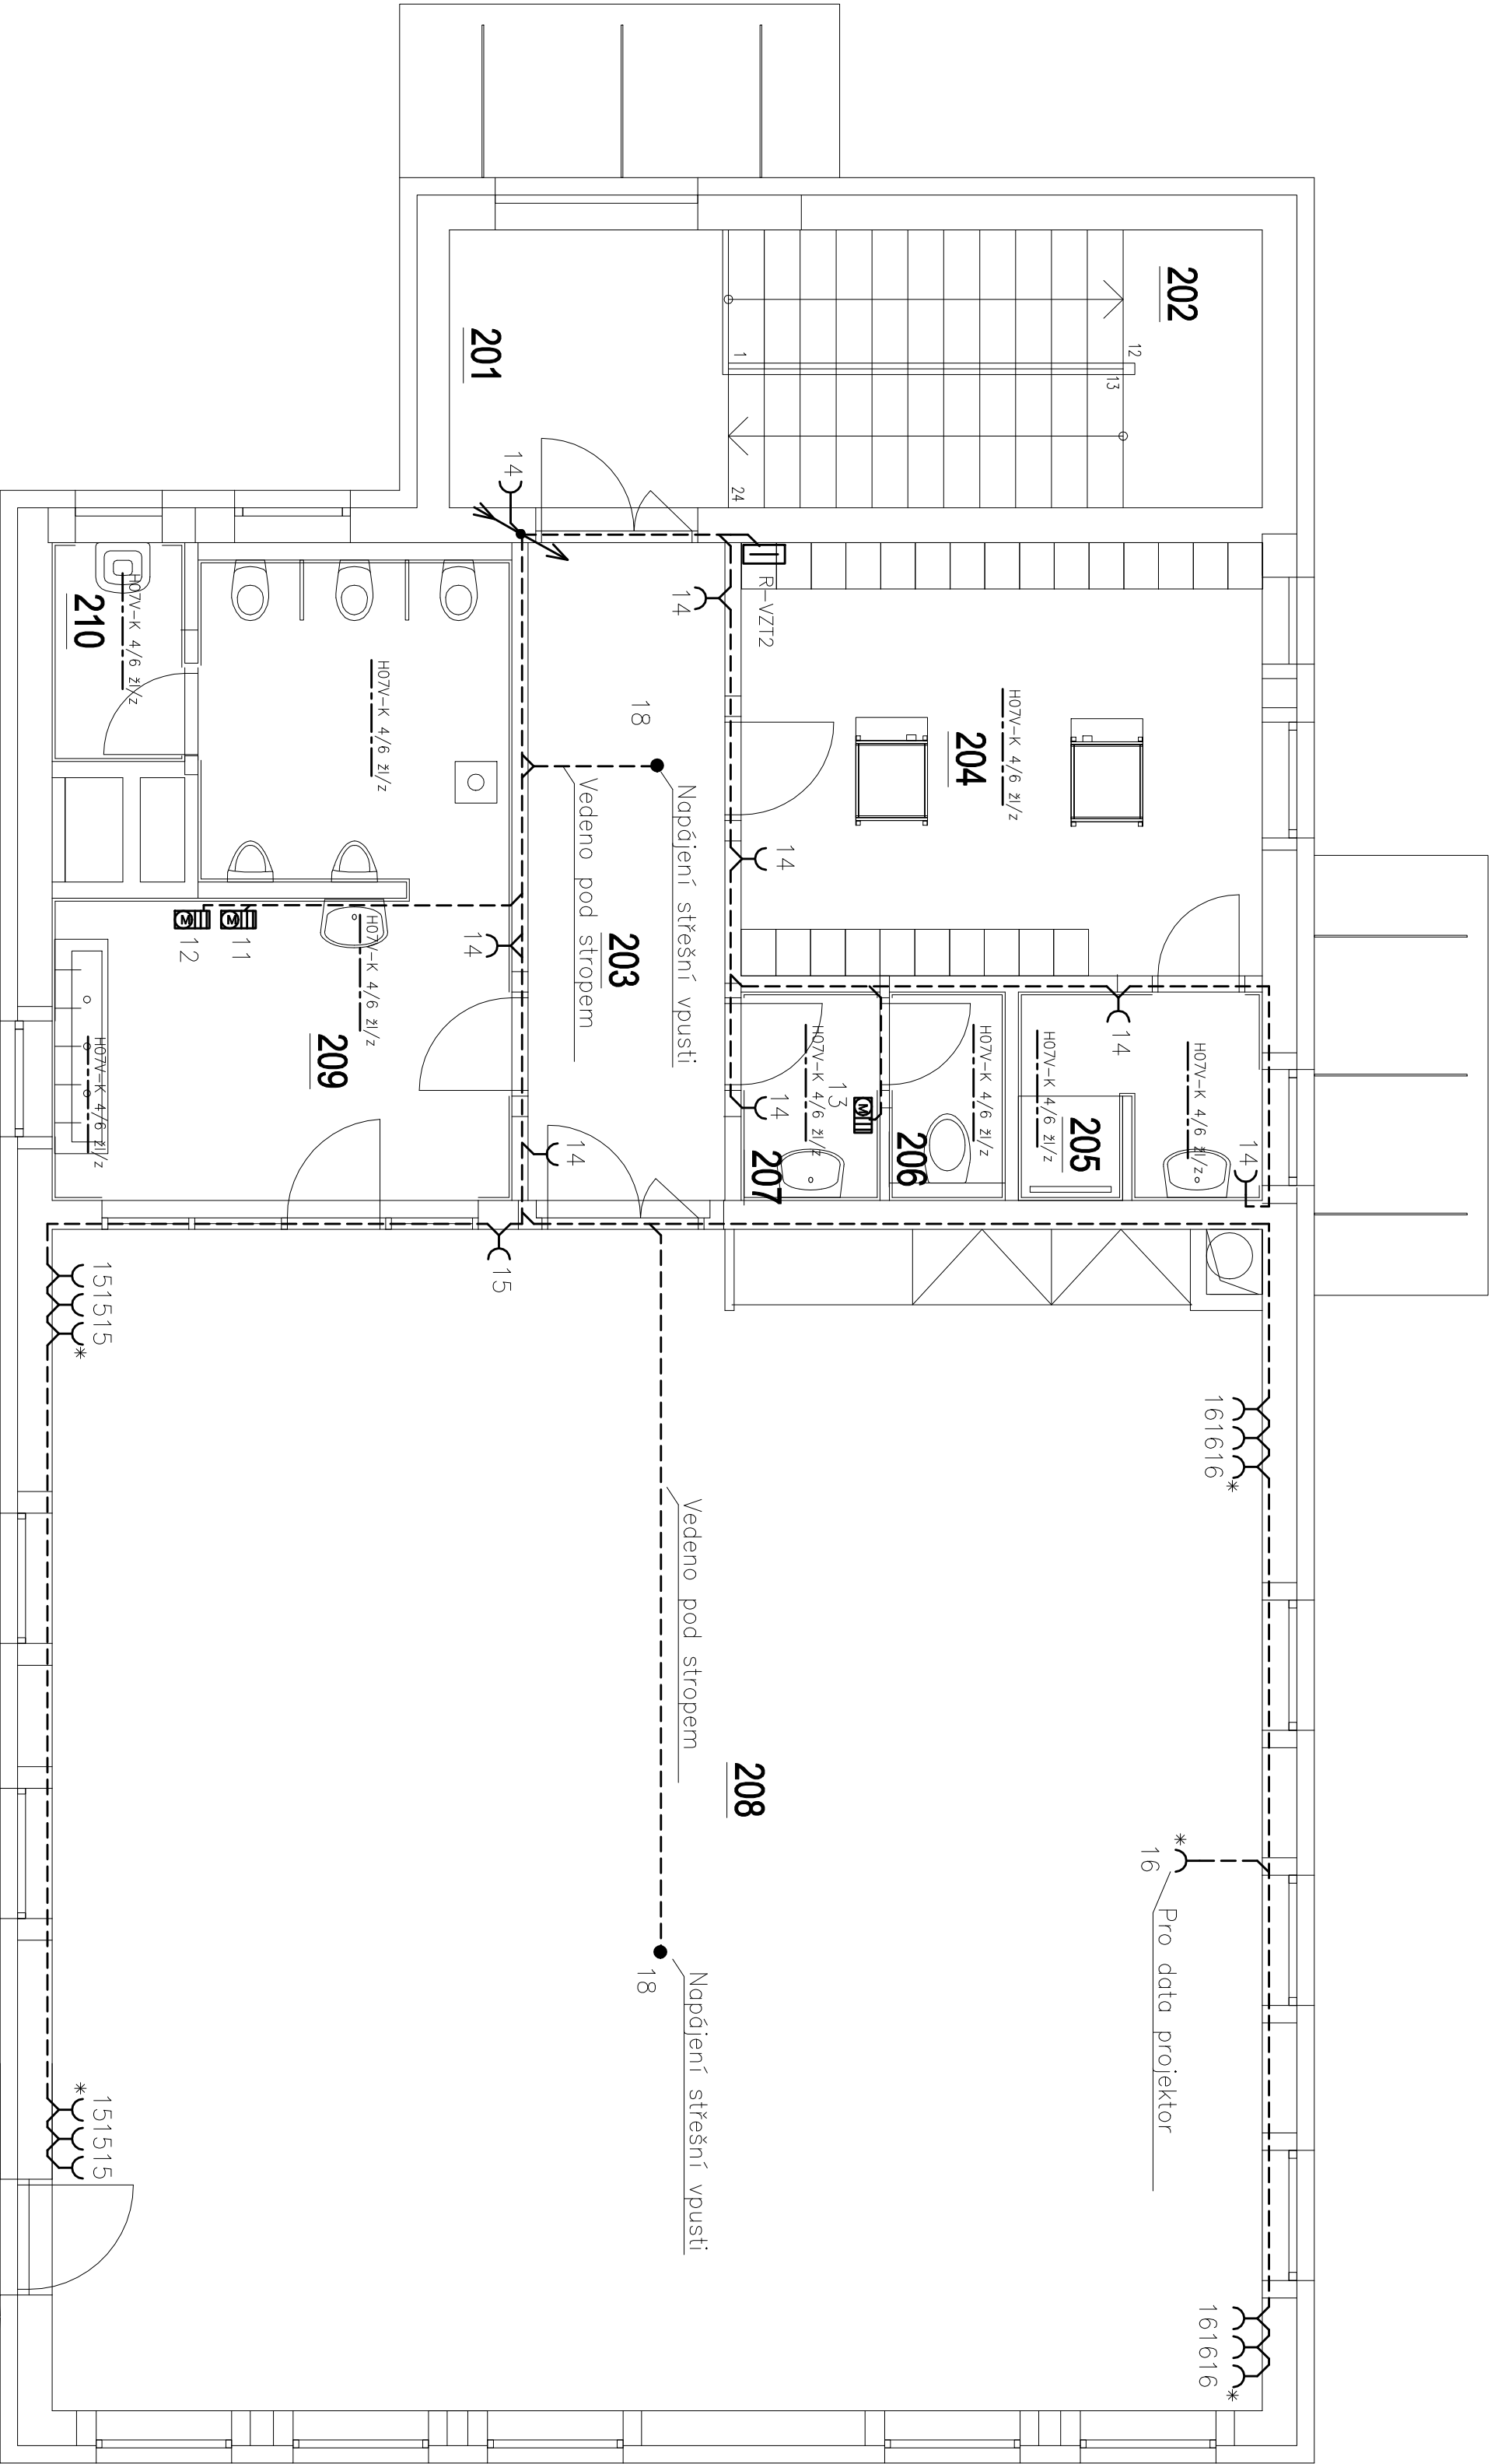 202
12
13
1
24
201
14
R-VZT2
14
18
Napájení střešní vpusti
Vedeno pod stropem
203
204
H07V-K 4/6 žl/z
14
H07V-K 4/6 žl/z
210
H07V-K 4/6 žl/z
14
11
12
H07V-K 4/6 žl/z
209
H07V-K 4/6 žl/z
14
14
H07V-K 4/6 žl/z
14
205
H07V-K 4/6 žl/z
H07V-K 4/6 žl/z
206
H07V-K 4/6 žl/z
13
14
207
15
151515
*
161616
*
Vedeno pod stropem
208
*
16
Pro data projektor
18
Napájení střešní vpusti
*
151515
161616
*